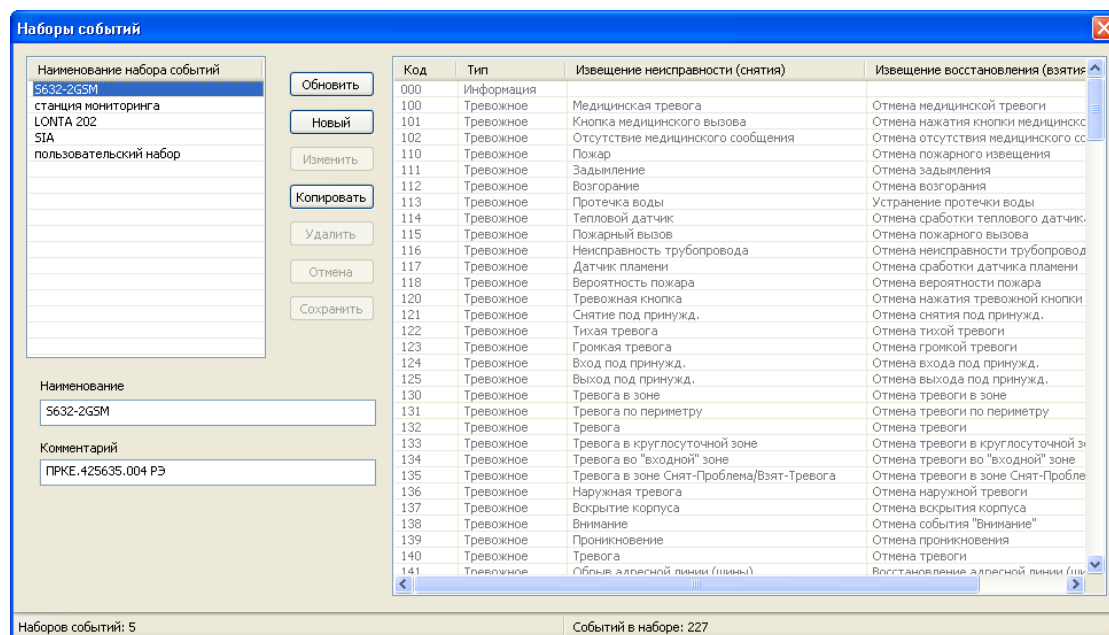 Наборы событий
Наименование набора событий
S632-2GSM
станция мониторинга
LONTA 202
SIA
пользовательский набор
Обновить
Новый
Изменить
Копировать
Удалить
Отмена
Сохранить
Наименование
S632-2GSM
Комментарий
ПРКЕ.425635.004 РЭ
Код Тип Извещение неисправности (снятия) Извещение восстановления (взятия
000 Информация
100 Тревожное Медицинская тревога Отмена медицинской тревоги
101 Тревожное Кнопка медицинского вызова Отмена нажатия кнопки медицинскс
102 Тревожное Отсутствие медицинского сообщения Отмена отсутствия медицинского сс
110 Тревожное Пожар Отмена пожарного извещения
111 Тревожное Задымление Отмена задымления
112 Тревожное Возгорание Отмена возгорания
113 Тревожное Протечка воды Устранение протечки воды
114 Тревожное Тепловой датчик Отмена сработки теплового датчик
115 Тревожное Пожарный вызов Отмена пожарного вызова
116 Тревожное Неисправность трубопровода Отмена неисправности трубопровод
117 Тревожное Датчик пламени Отмена сработки датчика пламени
118 Тревожное Вероятность пожара Отмена вероятности пожара
120 Тревожное Тревожная кнопка Отмена нажатия тревожной кнопки
121 Тревожное Снятие под принужд. Отмена снятия под принужд.
122 Тревожное Тихая тревога Отмена тихой тревоги
123 Тревожное Громкая тревога Отмена громкой тревоги
124 Тревожное Вход под принужд. Отмена входа под принужд.
125 Тревожное Выход под принужд. Отмена выхода под принужд.
130 Тревожное Тревога в зоне Отмена тревоги в зоне
131 Тревожное Тревога по периметру Отмена тревоги по периметру
132 Тревожное Тревога Отмена тревоги
133 Тревожное Тревога в круглосуточной зоне Отмена тревоги в круглосуточной з
134 Тревожное Тревога во "входной" зоне Отмена тревоги во "входной" зоне
135 Тревожное Тревога в зоне Снят-Проблема/Взят-Тревога Отмена тревоги в зоне Снят-Пробле
136 Тревожное Наружная тревога Отмена наружной тревоги
137 Тревожное Вскрытие корпуса Отмена вскрытия корпуса
138 Тревожное Внимание Отмена события "Внимание"
139 Тревожное Проникновение Отмена проникновения
140 Тревожное Тревога Отмена тревоги
141 Тревожное Обрыв адресной линии (шины) Восстановление адресной линии (ши
Наборов событий: 5
Событий в наборе: 227